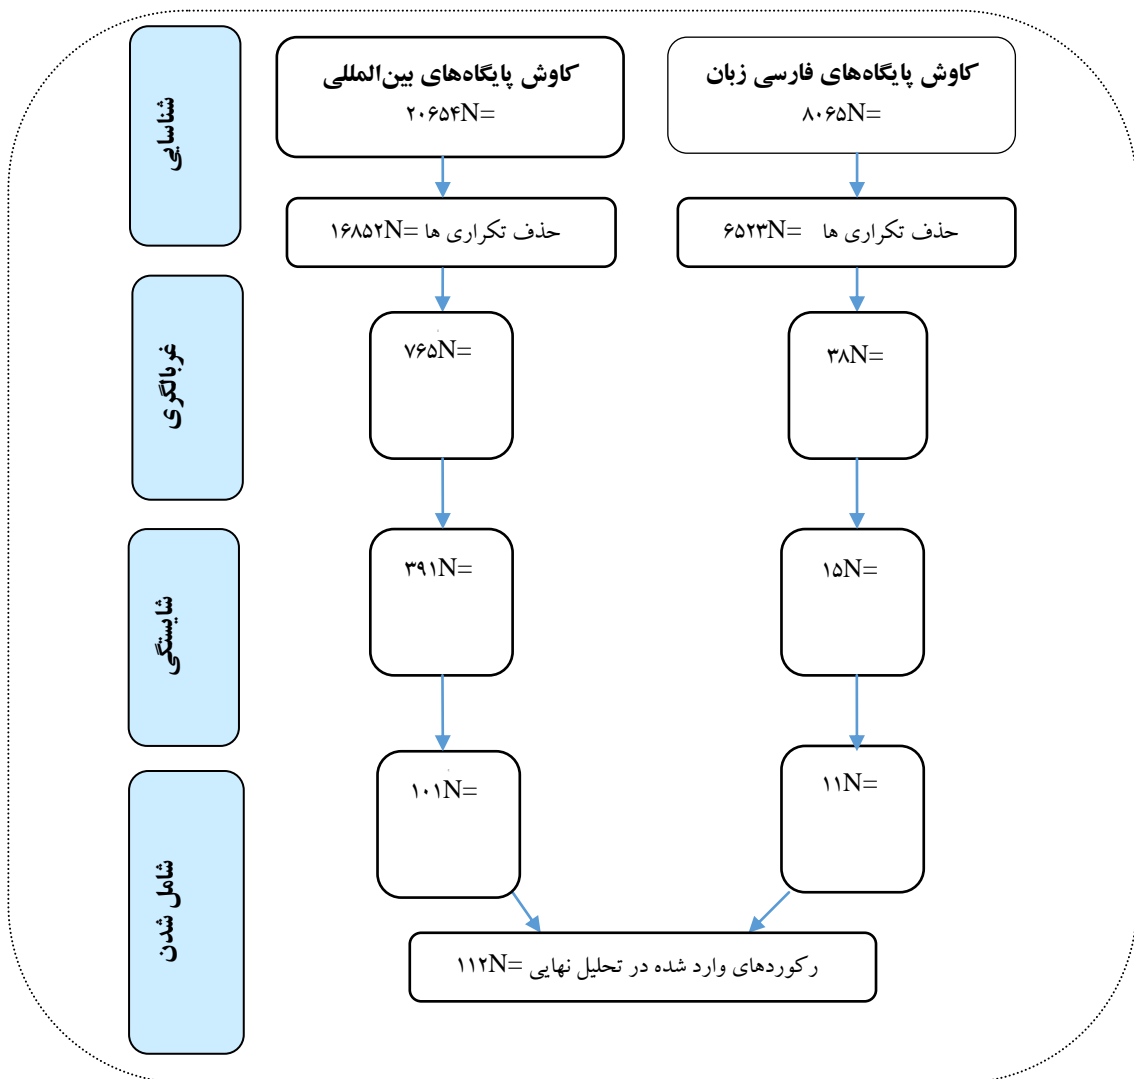 شناسایی
کاوش پایگاه‌های فارسی زبان
۸۰۶۵N=
کاوش پایگاه‌های بین‌المللی
۲۰۶۵۴N=
حذف تکراری ها =۶۵۲۳N
حذف تکراری ها =۱۶۸۵۲N
غربالگری
۳۸N=
۷۶۵N=
شایستگی
۱۵N=
۳۹۱N=
شامل شدن
۱۱N=
۱۰۱N=
رکوردهای وارد شده در تحلیل نهایی =۱۱۲N